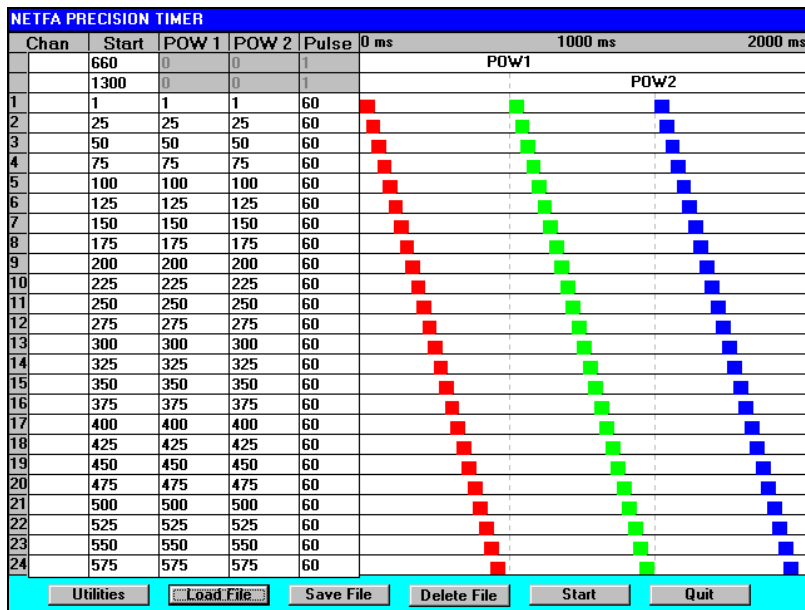 NETFA PRECISION TIMER
Chan Start POW 1 POW 2 Pulse 0 ms 1000 ms 2000 ms
660 0 0 1 POW1
1300 0 0 1 POW2
1 1 1 1 60
2 25 25 25 60
3 50 50 50 60
4 75 75 75 60
5 100 100 100 60
6 125 125 125 60
7 150 150 150 60
8 175 175 175 60
9 200 200 200 60
10 225 225 225 60
11 250 250 250 60
12 275 275 275 60
13 300 300 300 60
14 325 325 325 60
15 350 350 350 60
16 375 375 375 60
17 400 400 400 60
18 425 425 425 60
19 450 450 450 60
20 475 475 475 60
21 500 500 500 60
22 525 525 525 60
23 550 550 550 60
24 575 575 575 60
Utilities Load File Save File Delete File Start Quit